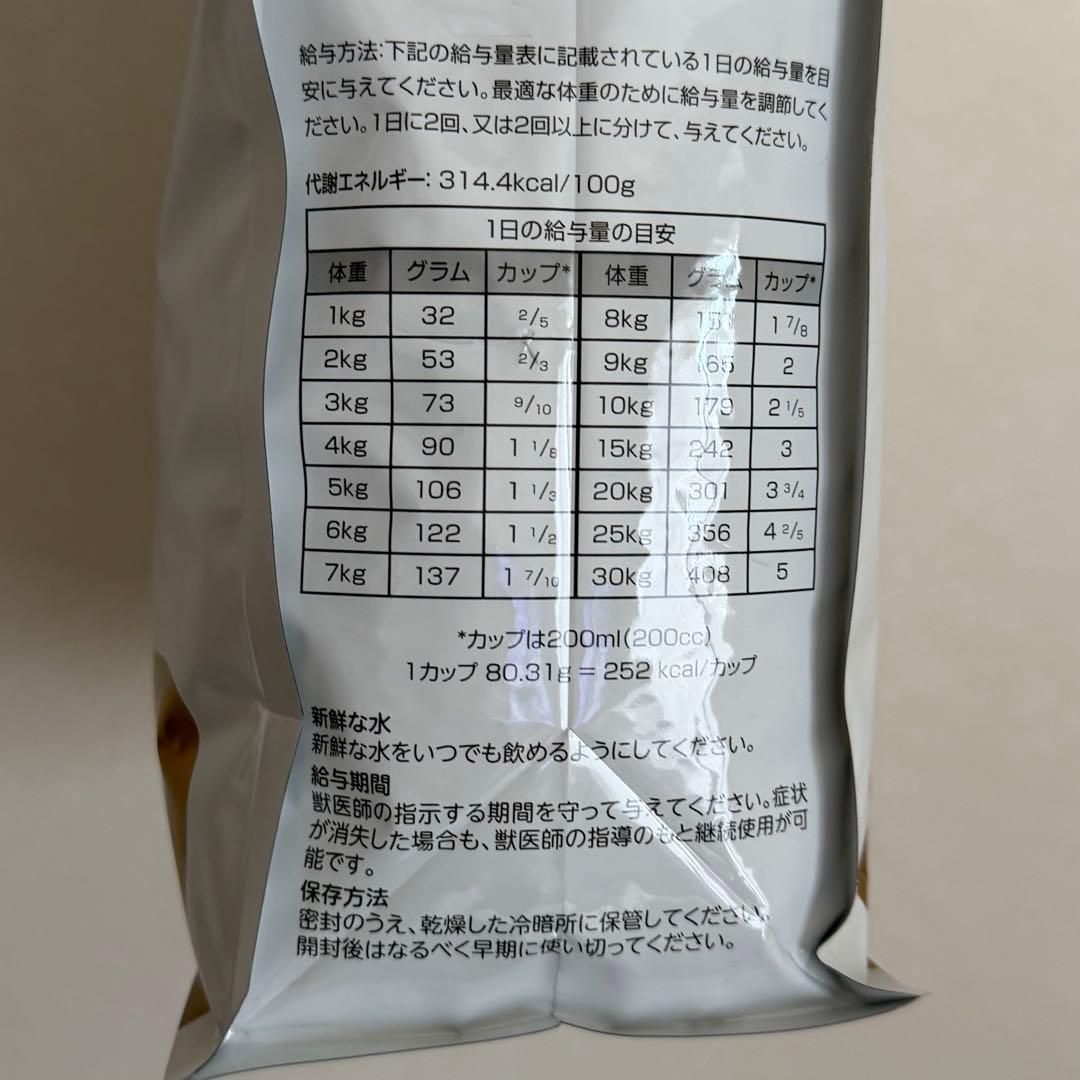 給与方法:下記の給与量表に記載されている1日の給与量を目
安に与えてください。最適な体重のために給与量を調節してく
ださい。1日に2回、又は2回以上に分けて、与えてください。
代謝エネルギー: 314.4kcal/100g
1日の給与量の目安
体重 グラム カップ* 体重 グラム カップ*
1kg 32 2/5 8kg 1 7/8
2kg 53 2/3 9kg 165 2
3kg 73 9/10 10kg 179 2 1/5
4kg 90 1 1/8 15kg 242 3
5kg 106 1 1/3 20kg 301 3 3/4
6kg 122 1 1/2 25kg 356 4 2/5
7kg 137 1 7/10 30kg 408 5
*カップは200ml(200cc)
1カップ 80.31g = 252 kcal/カップ
新鮮な水
新鮮な水をいつでも飲めるようにしてください。
給与期間
獣医師の指示する期間を守って与えてください。症状
が消失した場合も、獣医師の指導のもと継続使用が可
能です。
保存方法
密封のうえ、乾燥した冷暗所に保管してください。
開封後はなるべく早期に使い切ってください。